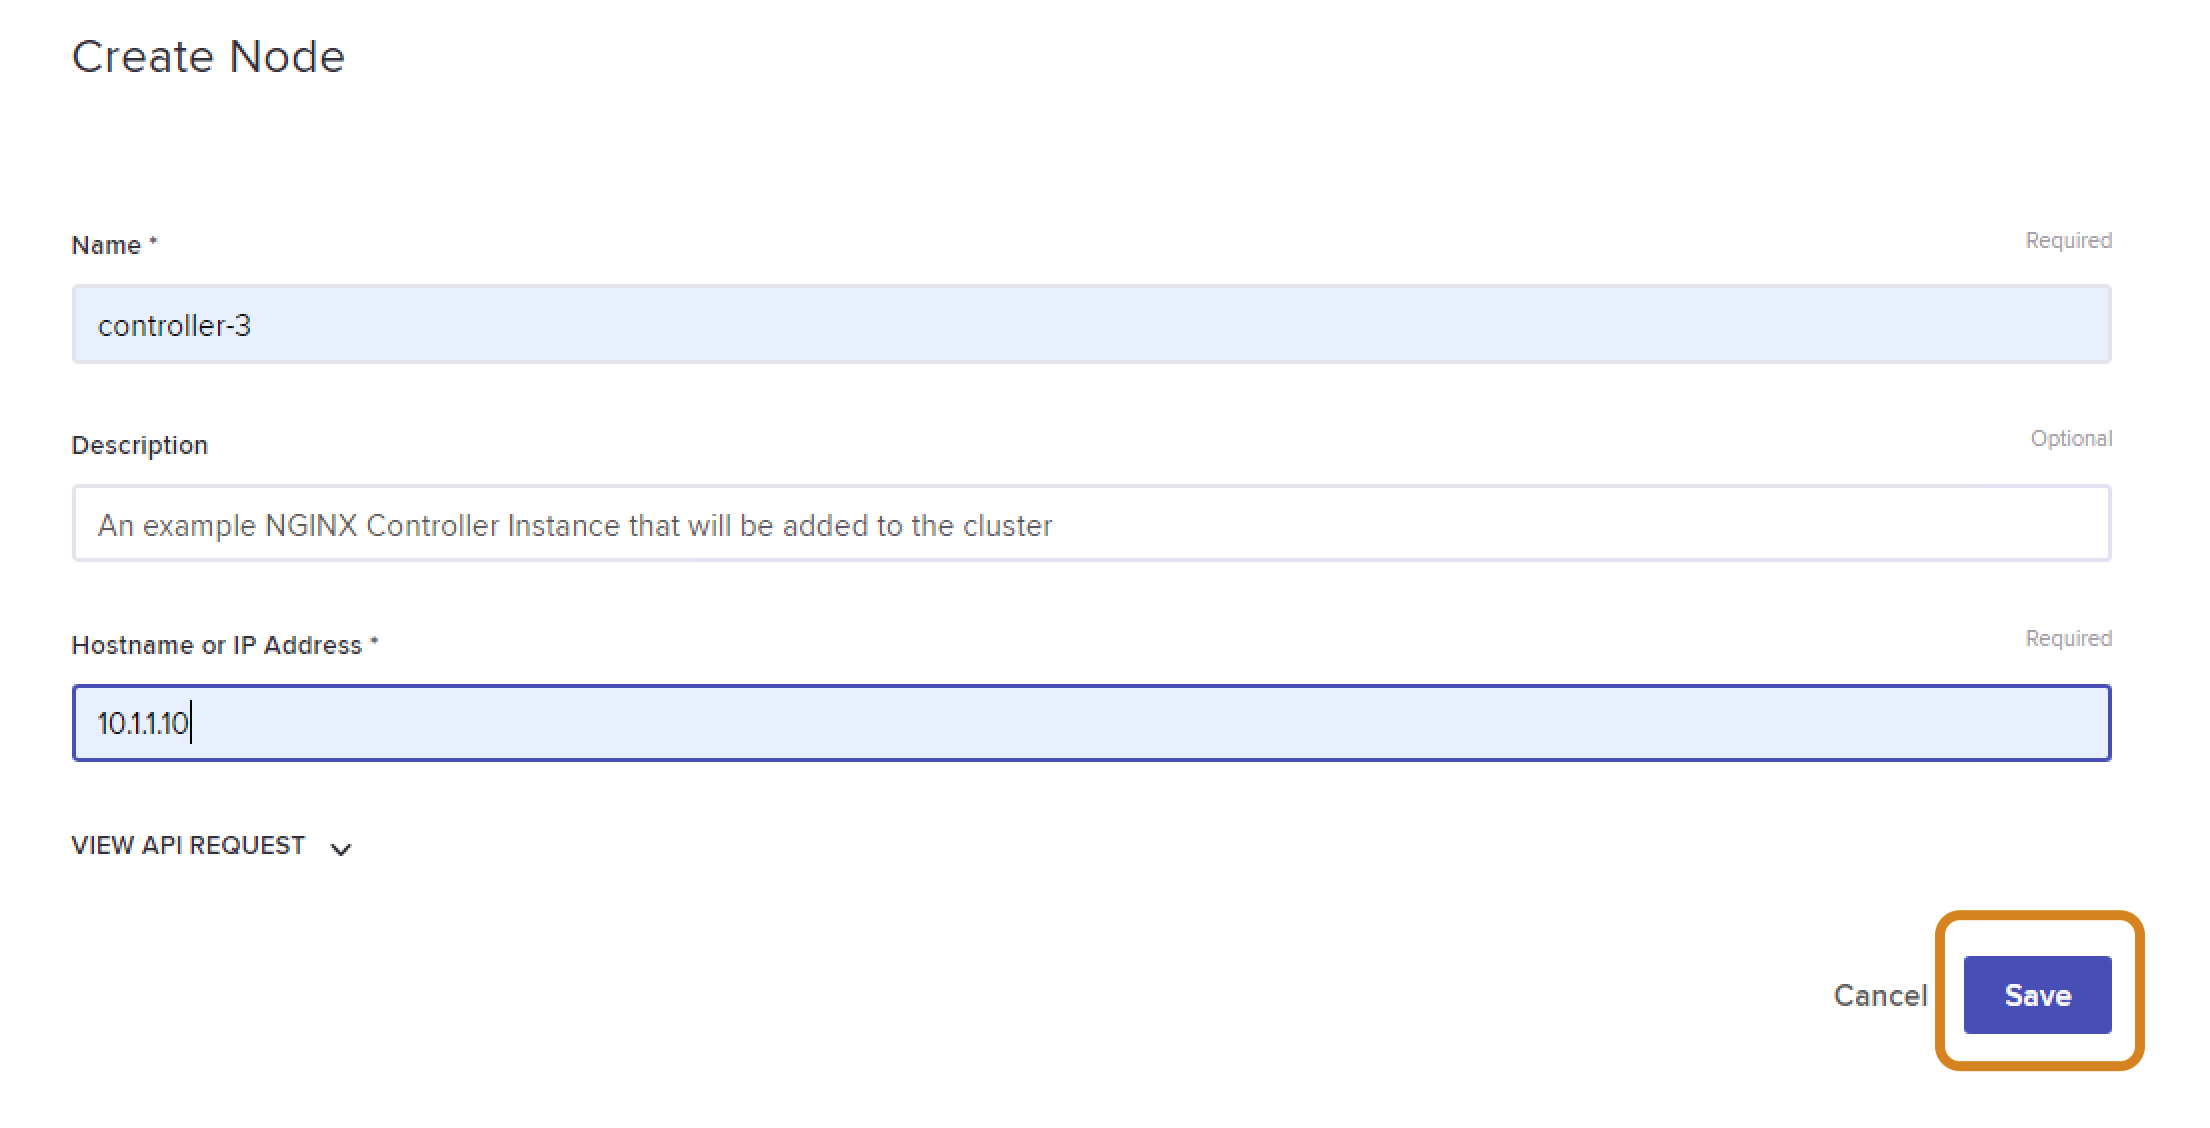 Create Node
Name *
Required
controller-3
Description
Optional
An example NGINX Controller Instance that will be added to the cluster
Hostname or IP Address *
Required
10.1.1.10
VIEW API REQUEST
Cancel
Save